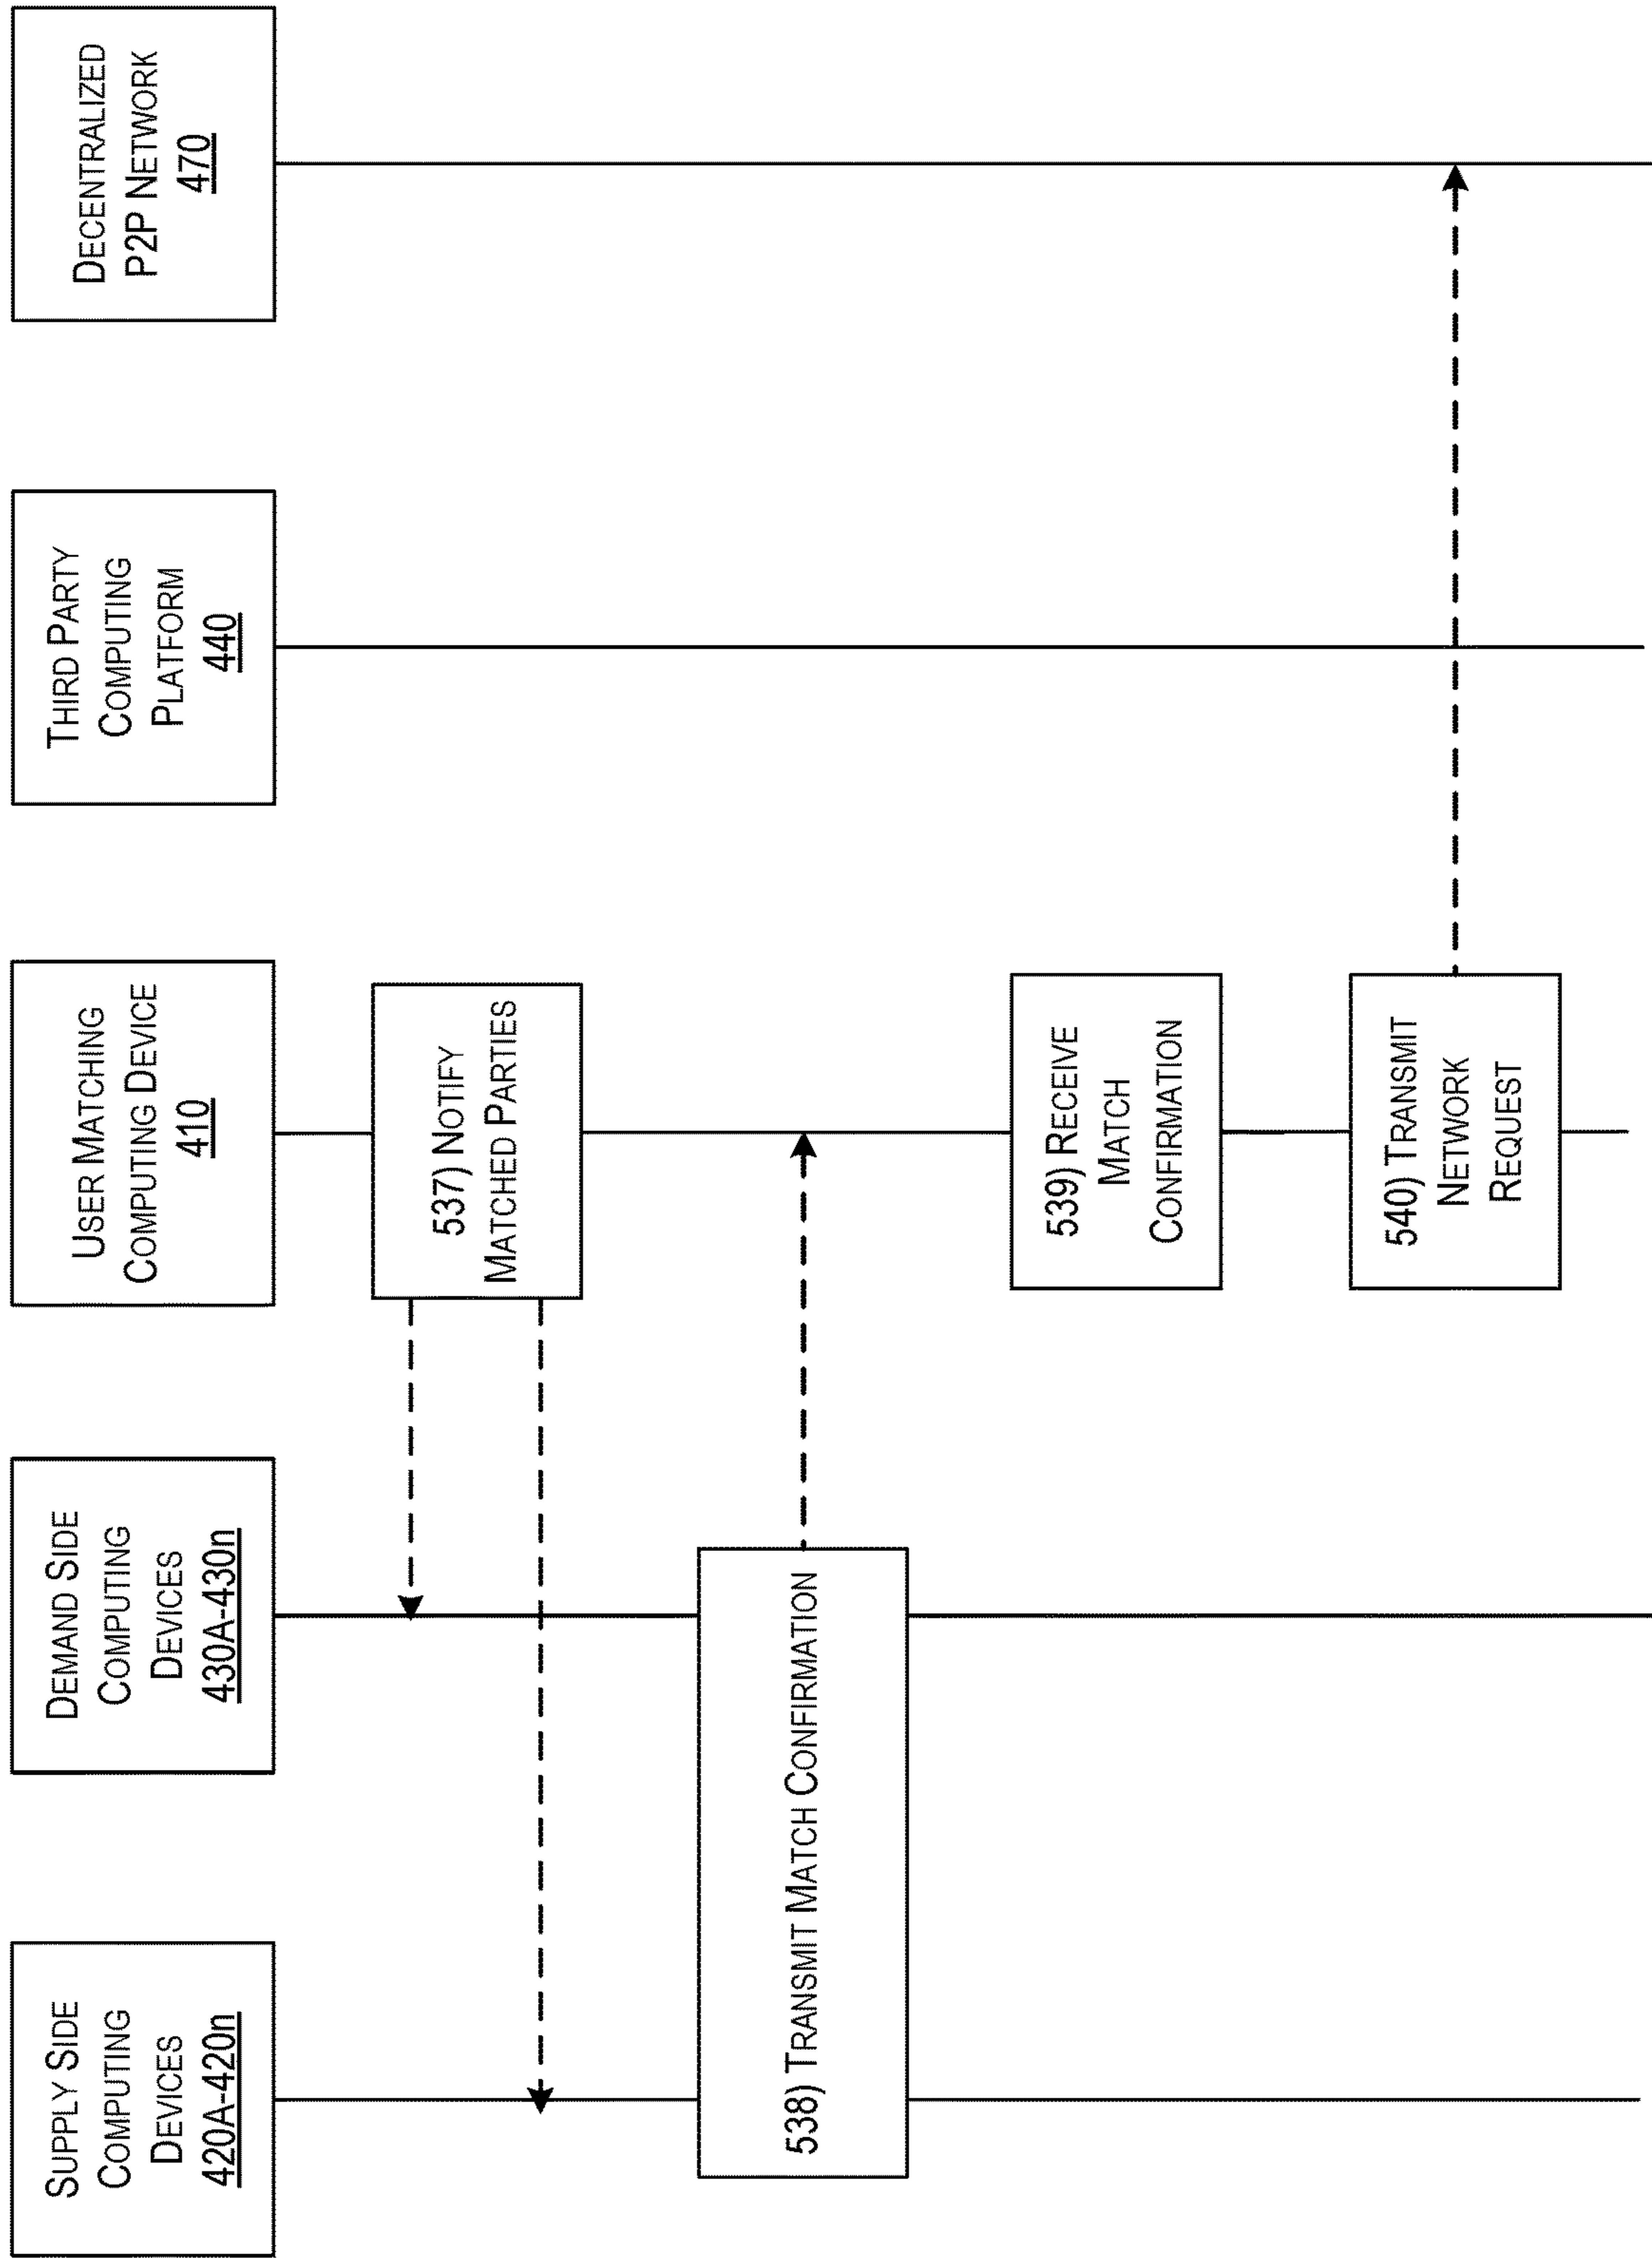 SUPPLY SIDE
COMPUTING
DEVICES
420A-420n
DEMAND SIDE
COMPUTING
DEVICES
430A-430n
USER MATCHING
COMPUTING DEVICE
410
THIRD PARTY
COMPUTING
PLATFORM
440
DECENTRALIZED
P2P NETWORK
470
537) NOTIFY
MATCHED PARTIES
538) TRANSMIT MATCH CONFIRMATION
539) RECEIVE
MATCH
CONFIRMATION
540) TRANSMIT
NETWORK
REQUEST